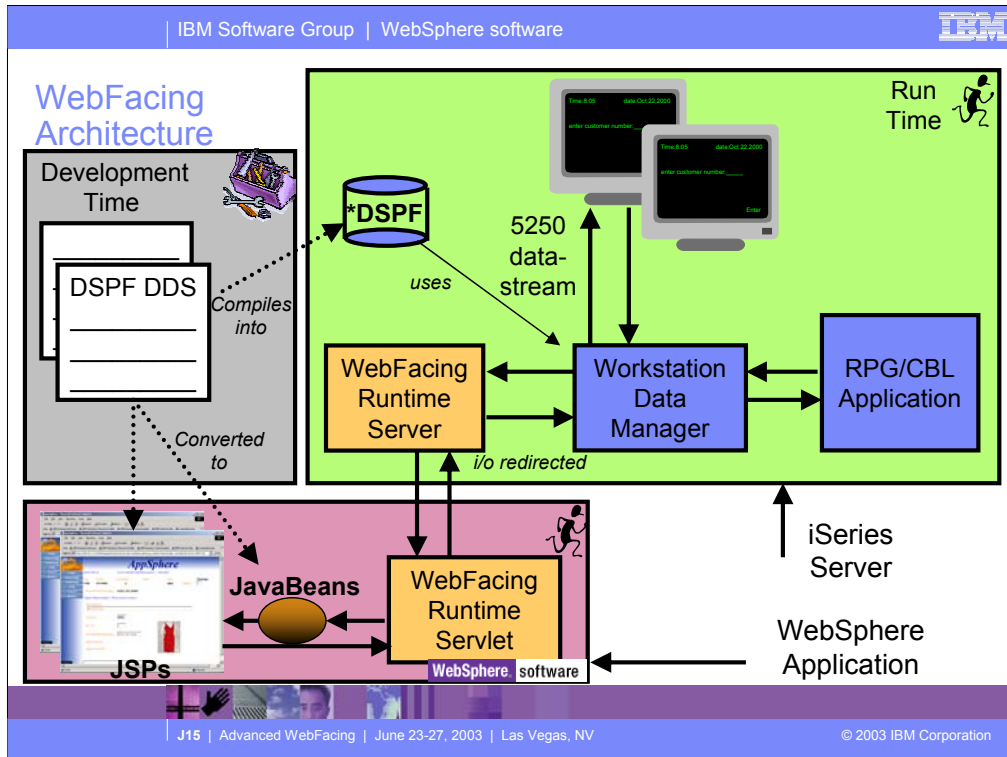 IBM Software Group | WebSphere software
IBM
WebFacing
Architecture
Run
Time
Time:8.05 date:Oct.22,2000
enter customer number:_____
Time:8.05 date:Oct.22,2000
enter customer number:_____
Enter
Development
Time
DSPF DDS
Compiles
into
*DSPF
uses
5250
data-
stream
WebFacing
Runtime
Server
Workstation
Data
Manager
RPG/CBL
Application
Converted
to
i/o redirected
AppSphere
JavaBeans
JSPs
WebFacing
Runtime
Servlet
WebSphere. software
iSeries
Server
WebSphere
Application
J15 | Advanced WebFacing | June 23-27, 2003 | Las Vegas, NV
© 2003 IBM Corporation